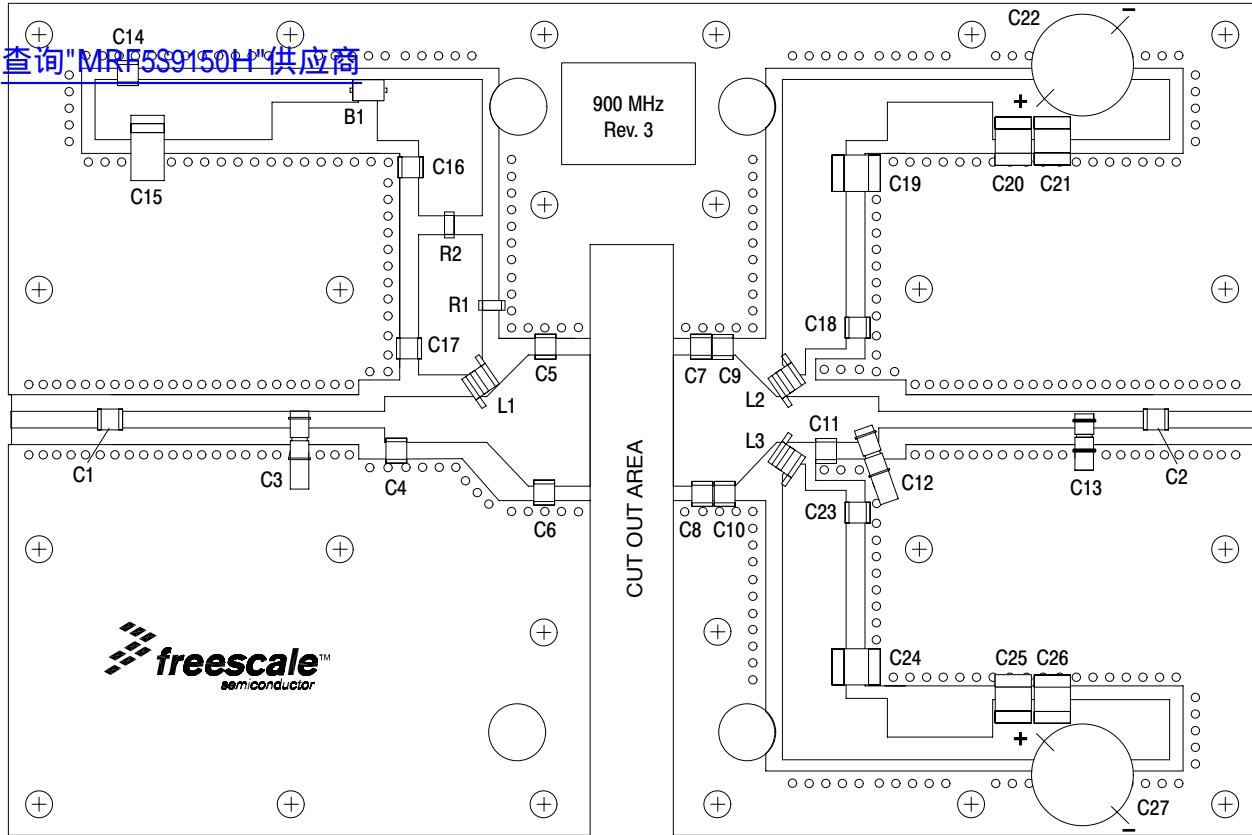 C22
C14
查询"MRF5S9150H"供应商
B1
900 MHz
Rev. 3
+
−
C15
C16
C19
C20
C21
R2
R1
C17
C18
L1
C5
C7
C9
L2
C1
C3
C4
C6
L3
C11
C8
C10
C23
C12
C13
C2
CUT OUT AREA
freescale™
semiconductor
C24
C25
C26
+
C27
−